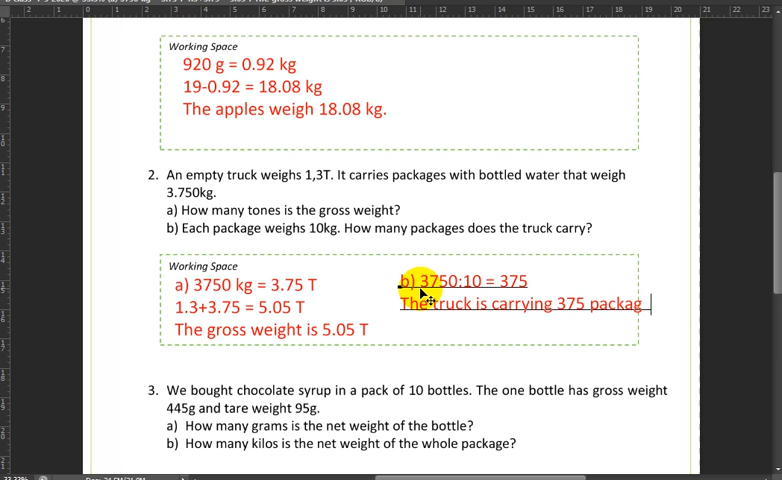 Working Space
920 g = 0.92 kg
19-0.92 = 18.08 kg
The apples weigh 18.08 kg.
2. An empty truck weighs 1,3T. It carries packages with bottled water that weigh
3.750kg.
a) How many tones is the gross weight?
b) Each package weighs 10kg. How many packages does the truck carry?
Working Space
a) 3750 kg = 3.75 T
1.3+3.75 = 5.05 T
The gross weight is 5.05 T
b) 3750:10 = 375
The truck is carrying 375 packag
3. We bought chocolate syrup in a pack of 10 bottles. The one bottle has gross weight
445g and tare weight 95g.
a) How many grams is the net weight of the bottle?
b) How many kilos is the net weight of the whole package?